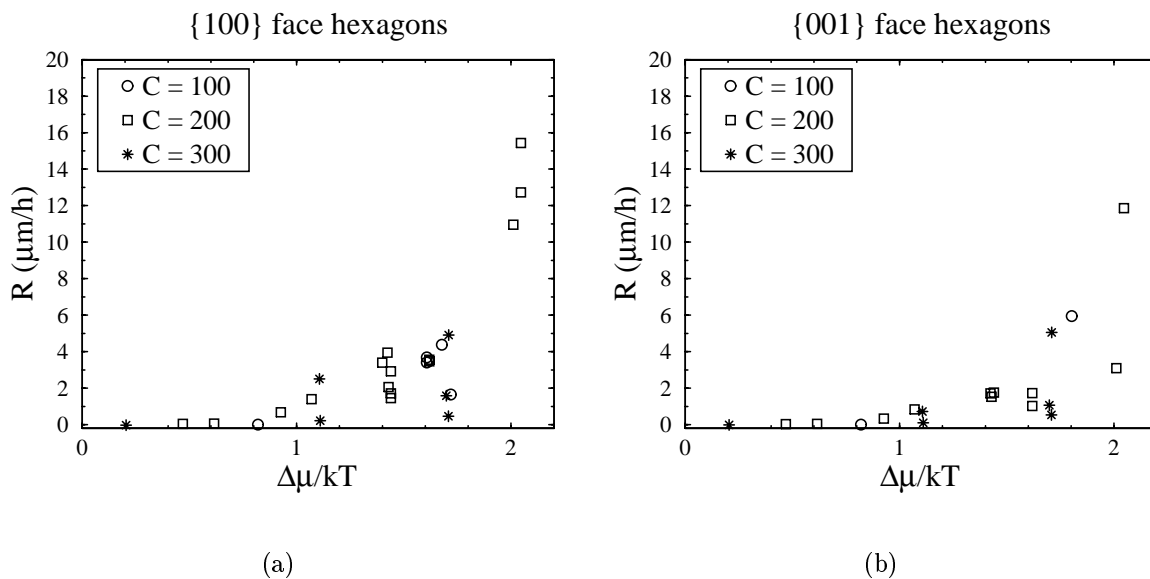 {100} face hexagons
20
18
16
14
12
10
8
6
4
2
0
R (μm/h)
C = 100
C = 200
C = 300
0
1
2
Δμ/kT
(a)
{001} face hexagons
20
18
16
14
12
10
8
6
4
2
0
R (μm/h)
C = 100
C = 200
C = 300
0
1
2
Δμ/kT
(b)